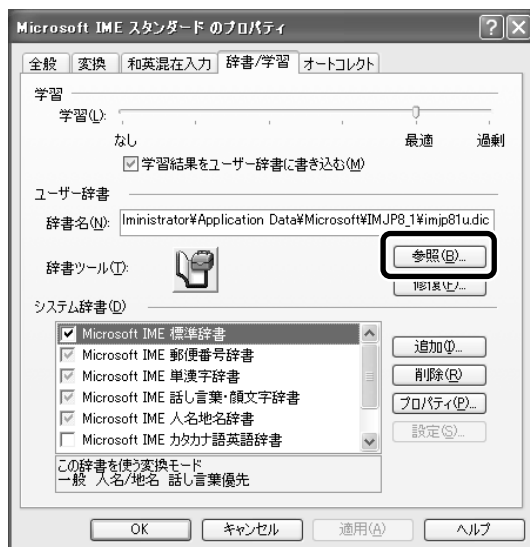 Microsoft IME スタンダード のプロパティ
全般 変換 和英混在入力 辞書/学習 オートコレクト
学習
学習(L):
なし 最適 過剰
学習結果をユーザー辞書に書き込む(M)
ユーザー辞書
辞書名(N): lministrator¥Application Data¥Microsoft¥IMJP8_1¥imjp81u.dic
参照(B)...
辞書ツール(T):
修復(F)...
システム辞書(D)
Microsoft IME 標準辞書
Microsoft IME 郵便番号辞書
Microsoft IME 単漢字辞書
Microsoft IME 話し言葉・顔文字辞書
Microsoft IME 人名地名辞書
Microsoft IME カタカナ語英語辞書
追加(I)...
削除(R)
プロパティ(P)...
設定(S)...
この辞書を使う変換モード
一般 人名/地名 話し言葉優先
OK キャンセル 適用(A) ヘルプ